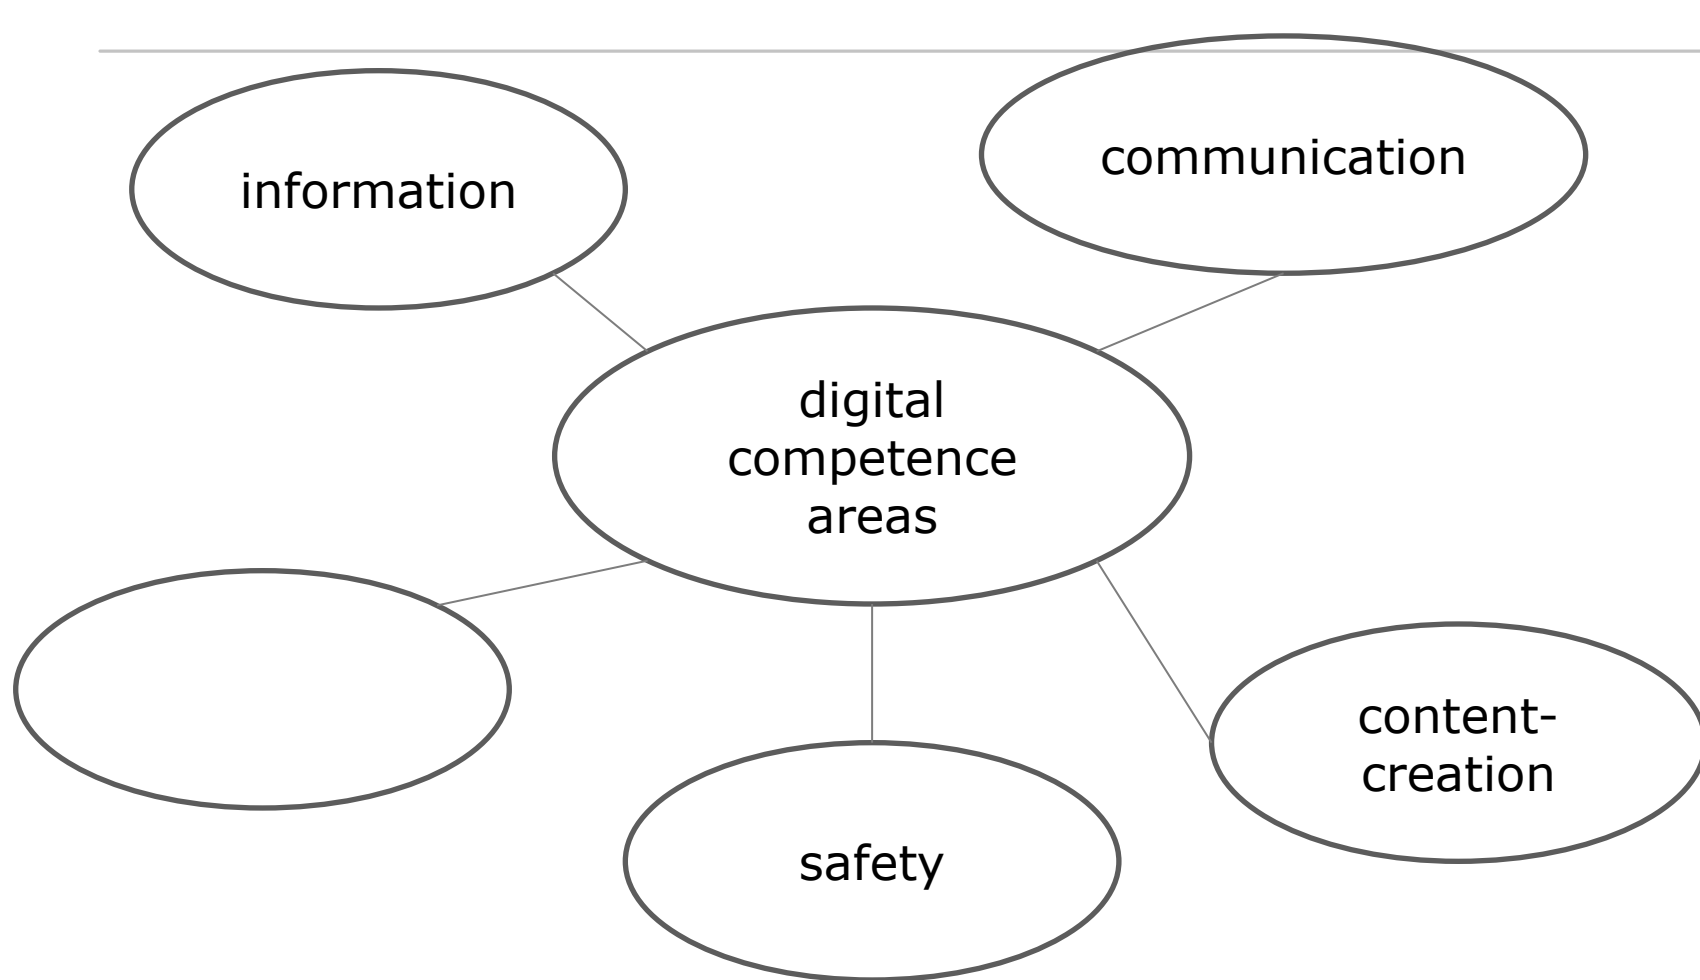 information
communication
digital
competence
areas
content-
creation
safety